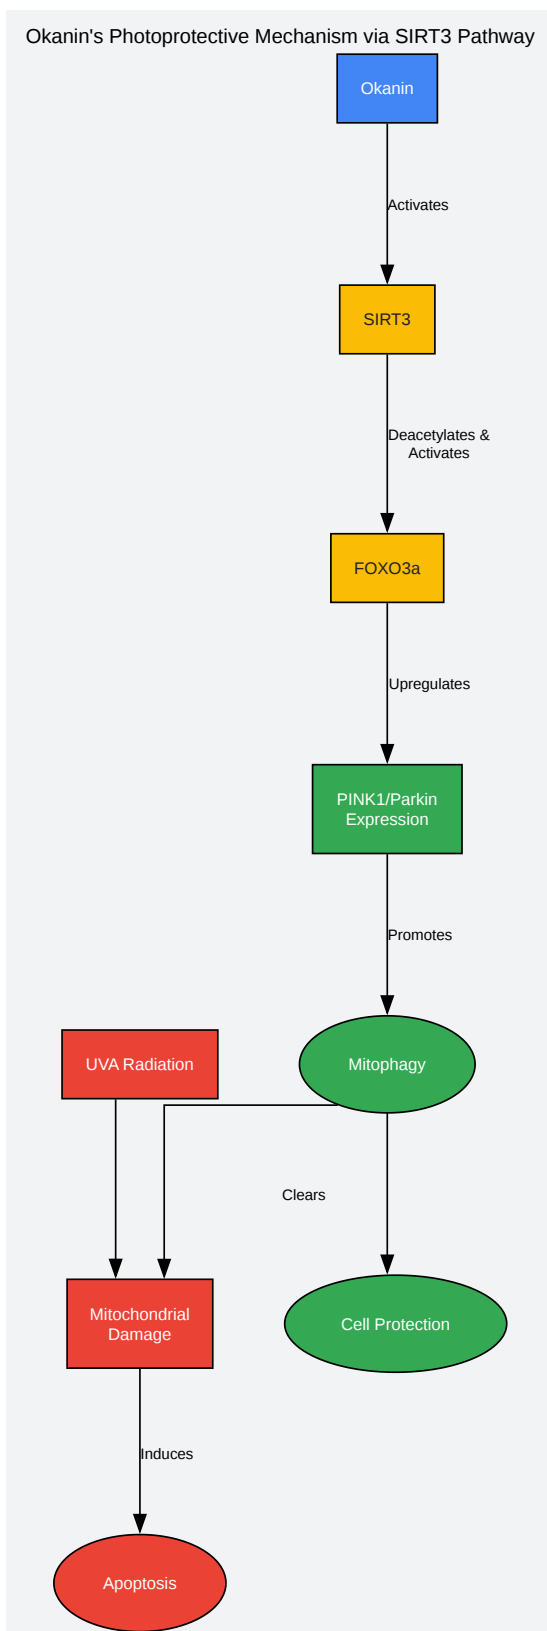 Okanin's Photoprotective Mechanism via SIRT3 Pathway
Okanin
Activates
SIRT3
Deacetylates &
Activates
FOXO3a
Upregulates
PINK1/Parkin
Expression
Promotes
UVA Radiation
Mitophagy
Clears
Mitochondrial
Damage
Cell Protection
Induces
Apoptosis